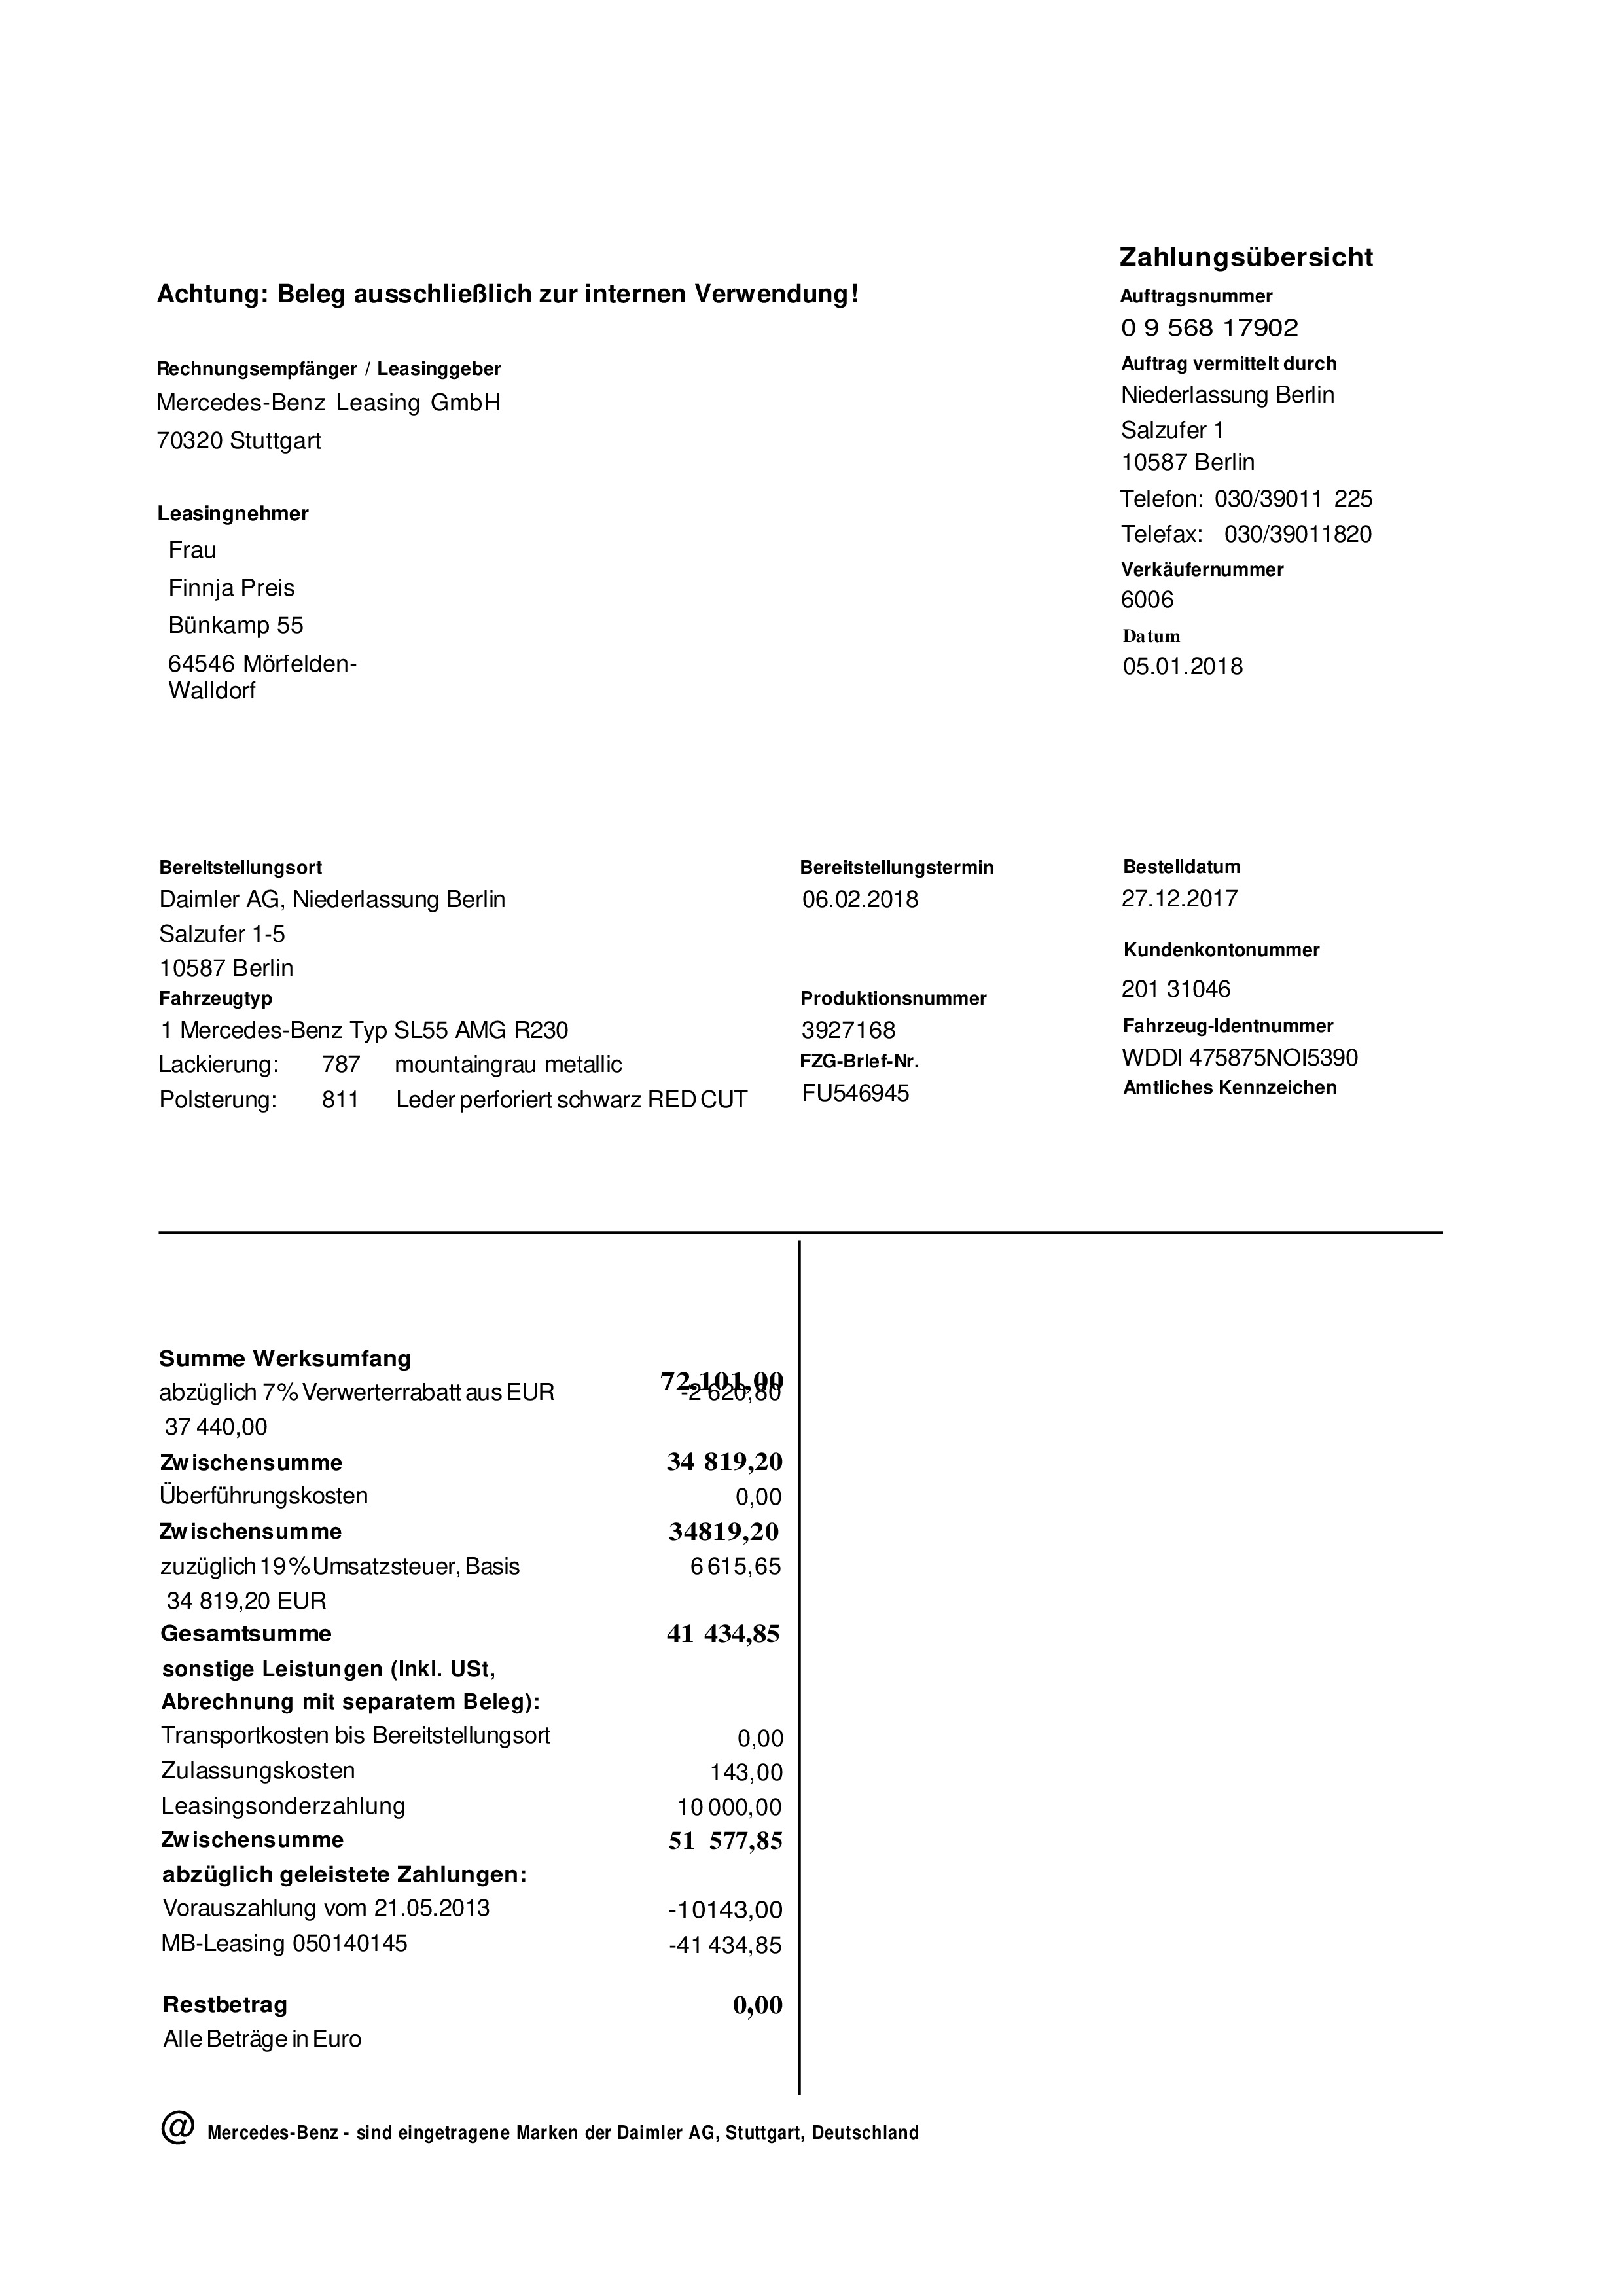 Zahlungsübersicht
Achtung: Beleg ausschließlich zur internen Verwendung!
Auftragsnummer
0 9 568 17902
Rechnungsempfänger / Leasinggeber
Mercedes-Benz Leasing GmbH
70320 Stuttgart
Auftrag vermittelt durch
Niederlassung Berlin
Salzufer 1
10587 Berlin
Telefon: 030/39011 225
Telefax: 030/39011820
Verkäufernummer
6006
Datum
05.01.2018
Leasingnehmer
Frau
Finnja Preis
Bünkamp 55
64546 Mörfelden-
Walldorf
Bereltstellungsort
Daimler AG, Niederlassung Berlin
Salzufer 1-5
10587 Berlin
Bereitstellungstermin
06.02.2018
Bestelldatum
27.12.2017
Kundenkontonummer
201 31046
Fahrzeugtyp
1 Mercedes-Benz Typ SL55 AMG R230
Lackierung: 787 mountaingrau metallic
Polsterung: 811 Leder perforiert schwarz RED CUT
Produktionsnummer
3927168
FZG-Brlef-Nr.
FU546945
Fahrzeug-ldentnummer
WDDl 475875NOI5390
Amtliches Kennzeichen
Summe Werksumfang 72.101,00
abzüglich 7% Verwerterrabatt aus EUR -2 620,80
37 440,00
Zwischensumme 34 819,20
Überführungskosten 0,00
Zwischensumme 34819,20
zuzüglich 19 % Umsatzsteuer, Basis 6 615,65
34 819,20 EUR
Gesamtsumme 41 434,85
sonstige Leistungen (lnkl. USt,
Abrechnung mit separatem Beleg):
Transportkosten bis Bereitstellungsort 0,00
Zulassungskosten 143,00
Leasingsonderzahlung 10 000,00
Zwischensumme 51 577,85
abzüglich geleistete Zahlungen:
Vorauszahlung vom 21.05.2013 -10143,00
MB-Leasing 050140145 -41 434,85
Restbetrag 0,00
Alle Beträge in Euro
@ Mercedes-Benz - sind eingetragene Marken der Daimler AG, Stuttgart, Deutschland